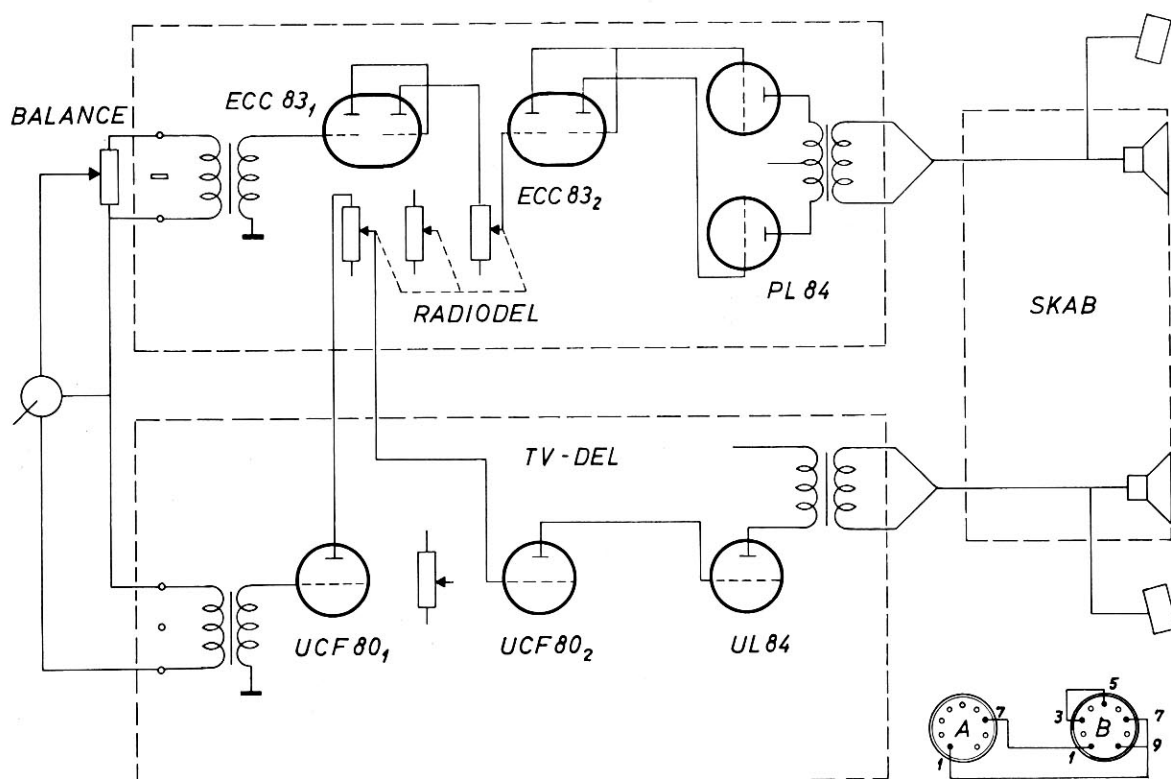 BALANCE
ECC 83₁
ECC 83₂
RADIODEL
PL 84
SKAB
TV-DEL
UCF 80₁
UCF 80₂
UL 84
A
7
1
B
5
3
7
1
9